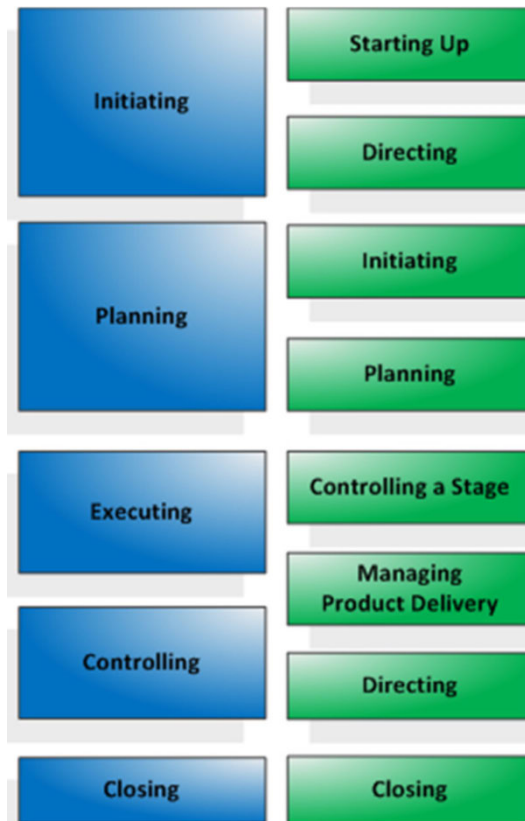 Initiating
Starting Up
Directing
Planning
Initiating
Planning
Executing
Controlling a Stage
Managing
Product Delivery
Controlling
Directing
Closing
Closing